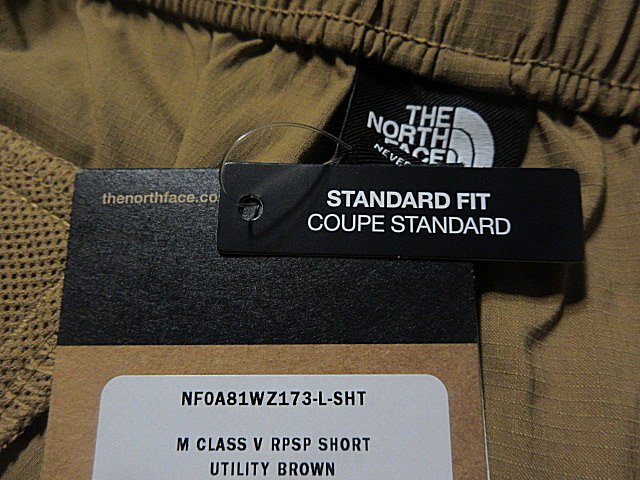 THE
NORTH
FACE
thenorthface.co
STANDARD FIT
COUPE STANDARD
NF0A81WZ173-L-SHT
M CLASS V RPSP SHORT
UTILITY BROWN